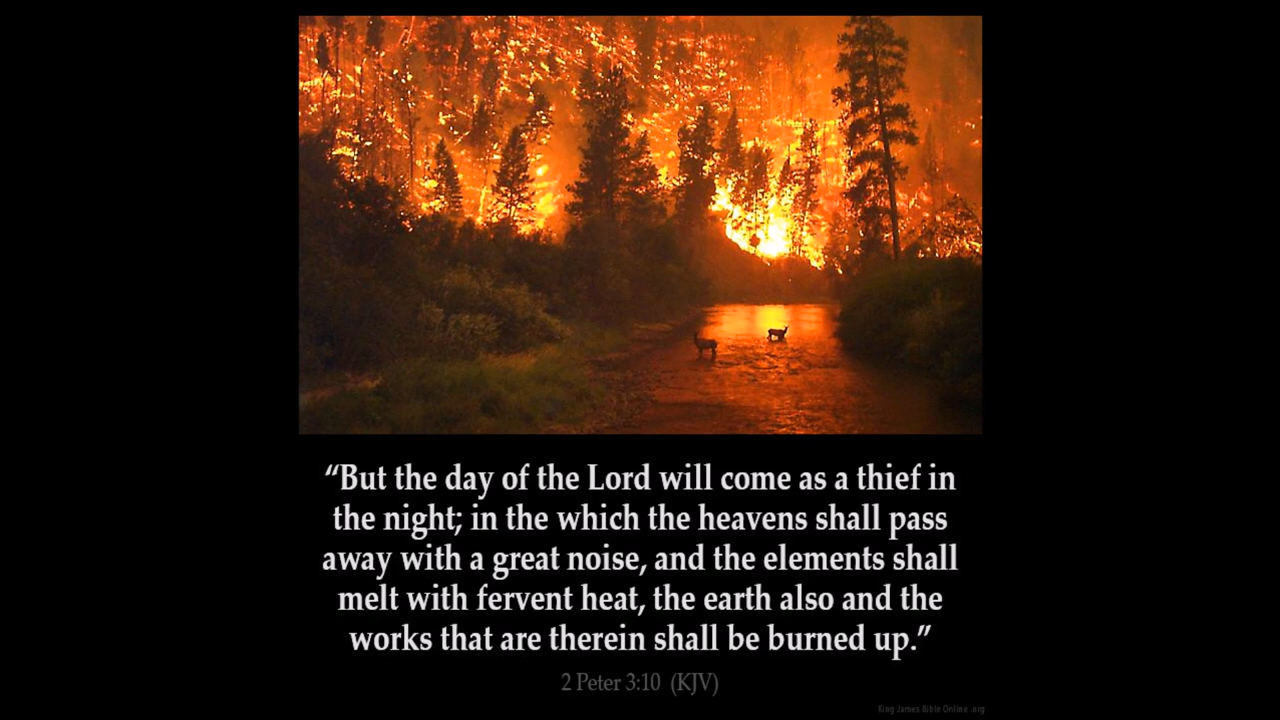 “But the day of the Lord will come as a thief in
the night; in the which the heavens shall pass
away with a great noise, and the elements shall
melt with fervent heat, the earth also and the
works that are therein shall be burned up.”
2 Peter 3:10 (KJV)
King James Bible Online .org